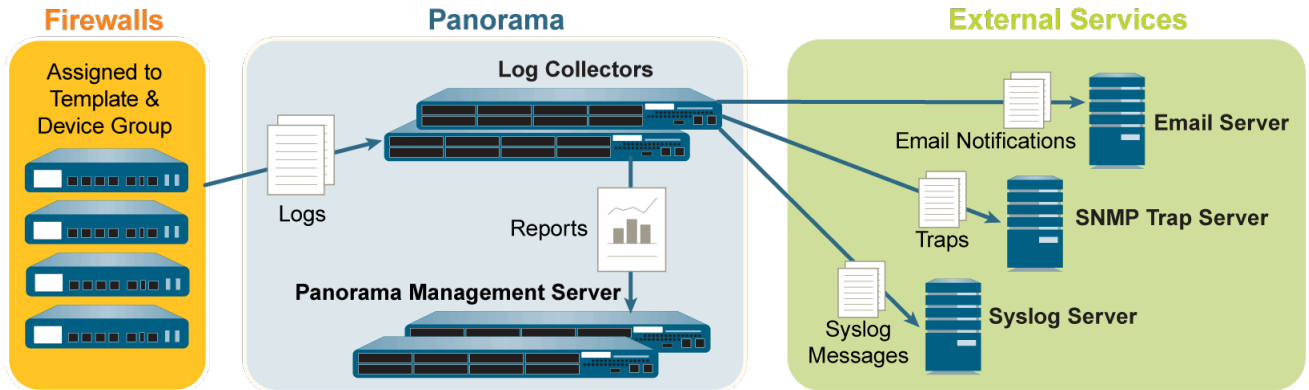 Firewalls
Assigned to
Template &
Device Group
Logs
Panorama
Log Collectors
Reports
Panorama Management Server
External Services
Email Notifications
Email Server
Traps
SNMP Trap Server
Syslog
Messages
Syslog Server